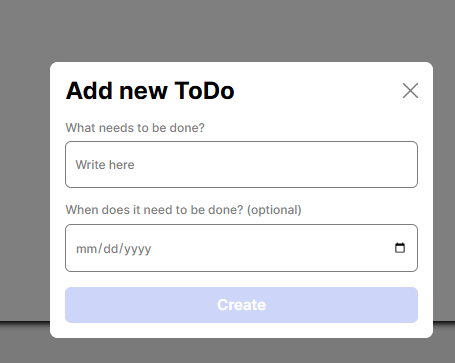 Add new ToDo
What needs to be done?
Write here
When does it need to be done? (optional)
mm/dd/yyyy
Create